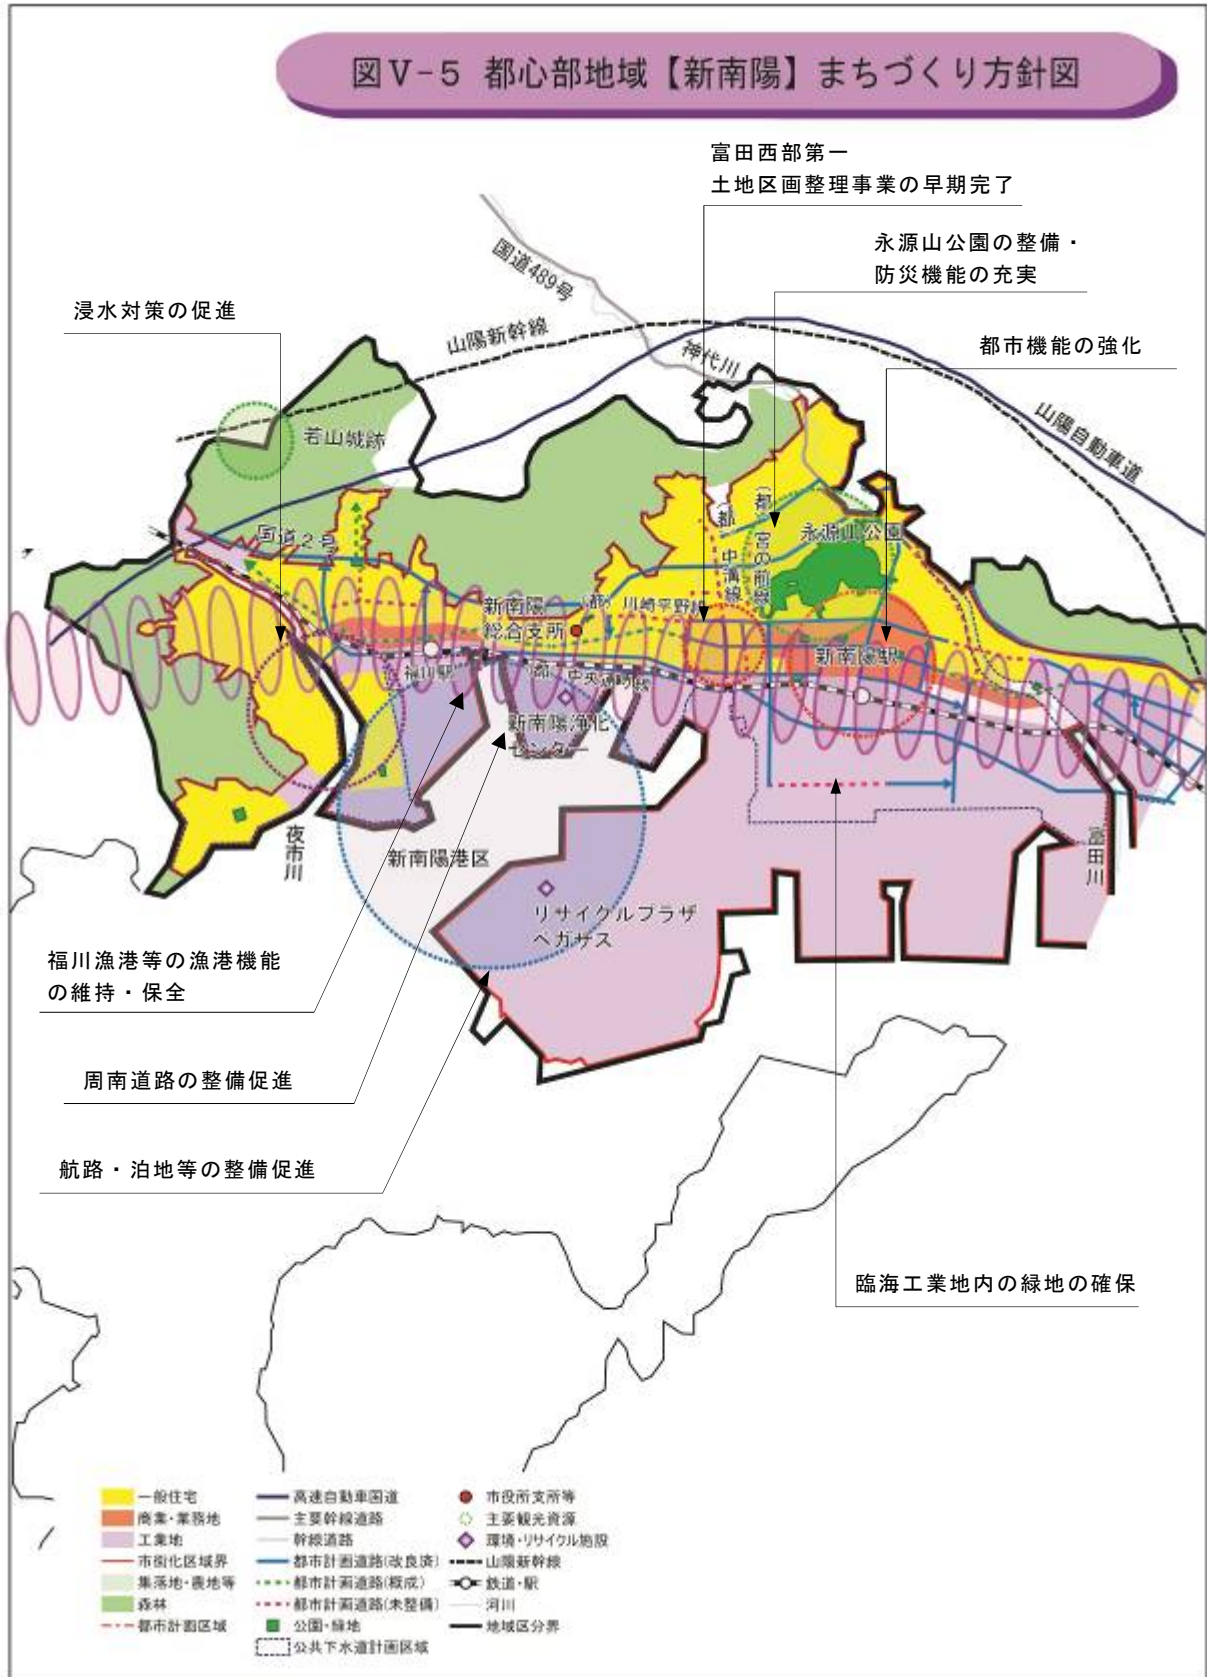 図Ⅴ-5 都心部地域【新南陽】まちづくり方針図
富田西部第一
土地区画整理事業の早期完了
永源山公園の整備・
防災機能の充実
都市機能の強化
浸水対策の促進
国道489号
山陽新幹線
神代川
山陽自動車道
若山城跡
国道2号
(都)
中溝線
(都)
宮の前線
永源山公園
新南陽
総合支所
(都)
川崎平野線
新南陽駅
福川駅
(都)
中央通町線
新南陽浄化
センター
夜市川
新南陽港区
富田川
リサイクルプラザ
ペガサス
福川漁港等の漁港機能
の維持・保全
周南道路の整備促進
航路・泊地等の整備促進
臨海工業地内の緑地の確保
一般住宅
商業・業務地
工業地
市街化区域界
集落地・農地等
森林
都市計画区域
高速自動車国道
主要幹線道路
幹線道路
都市計画道路(改良済)
都市計画道路(概成)
都市計画道路(未整備)
公園・緑地
公共下水道計画区域
市役所支所等
主要観光資源
環境・リサイクル施設
山陽新幹線
鉄道・駅
河川
地域区分界